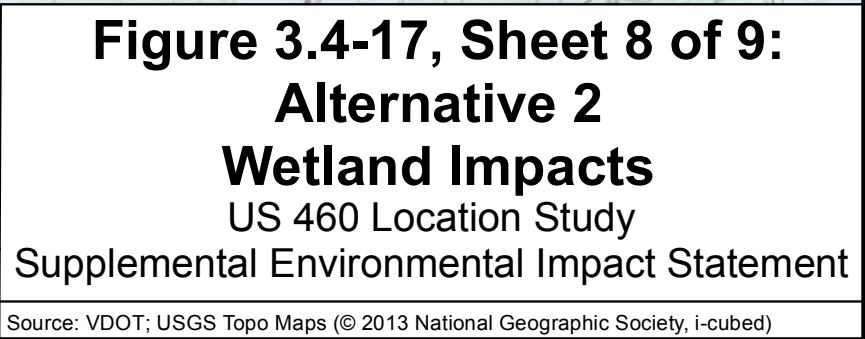 Figure 3.4-17, Sheet 8 of 9:
Alternative 2
Wetland Impacts
US 460 Location Study
Supplemental Environmental Impact Statement
Source: VDOT; USGS Topo Maps (© 2013 National Geographic Society, i-cubed)